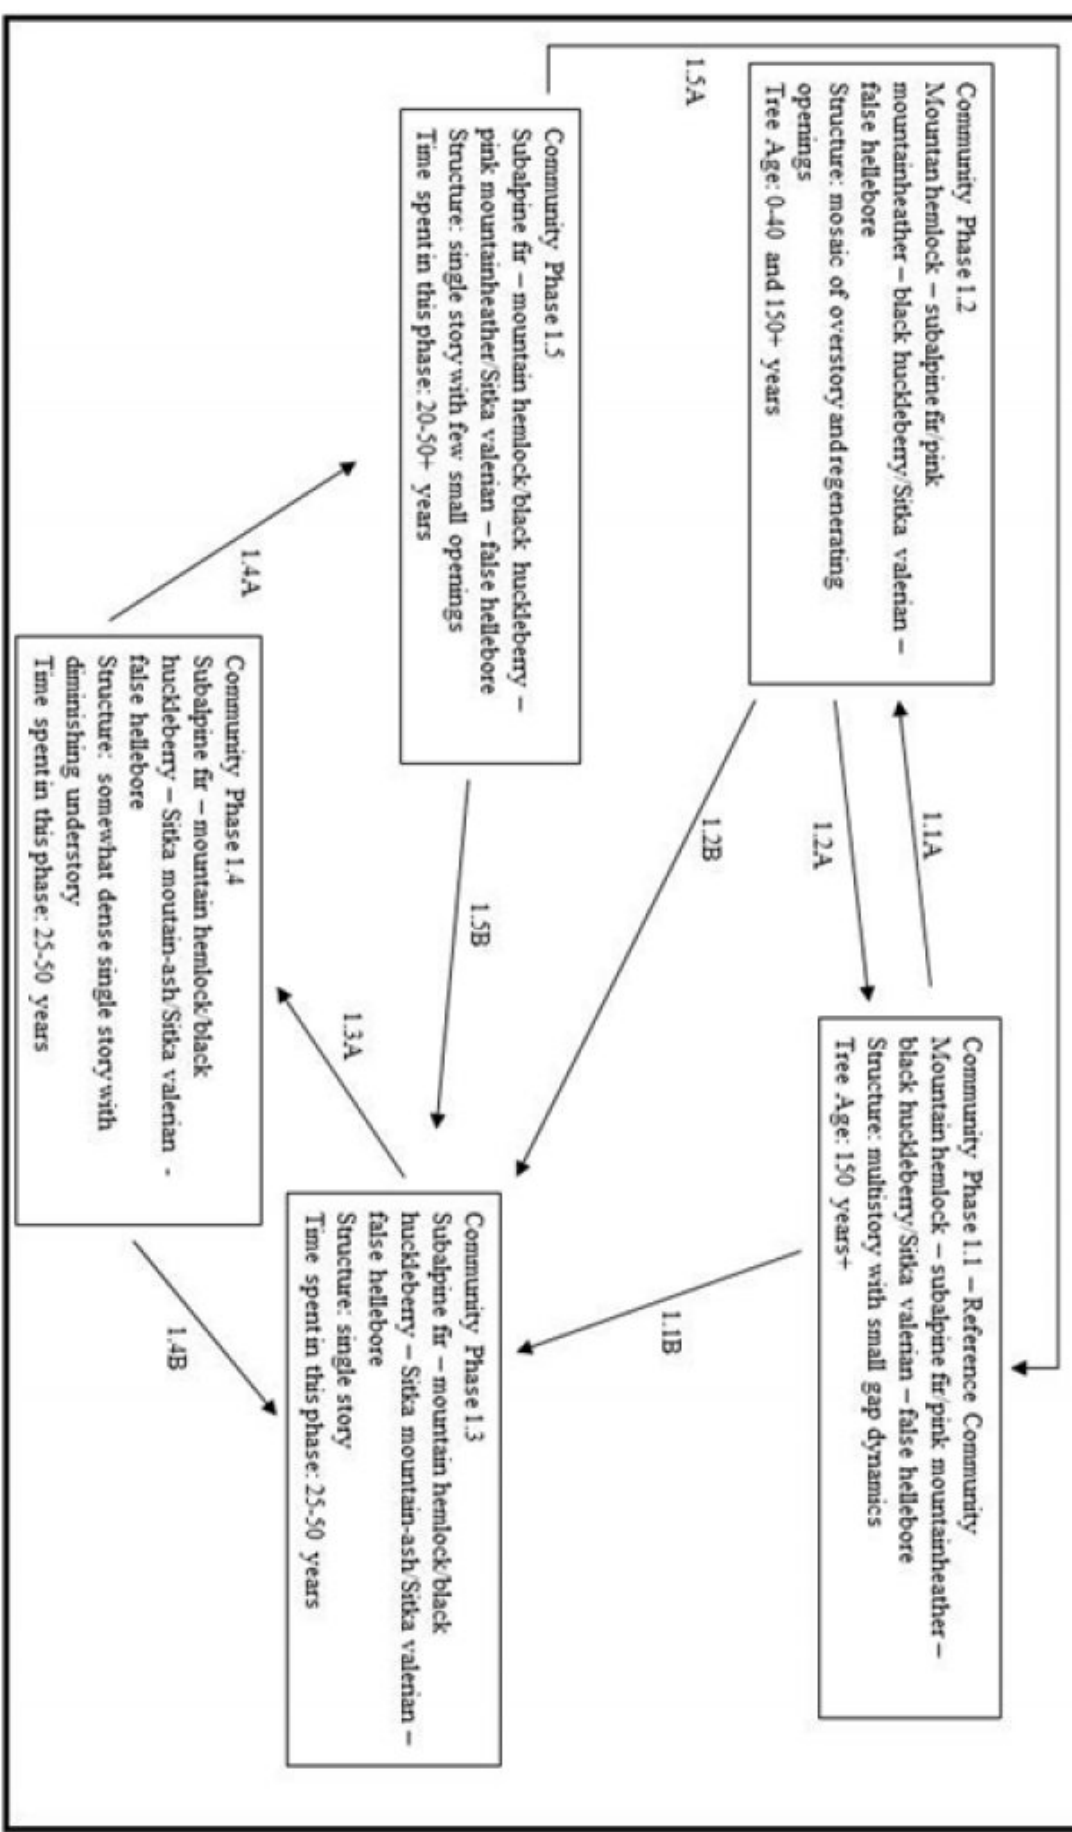 Community Phase 1.2
Mountan hemlock – subalpine fir/pink
mountainheather – black huckleberry/Sitka valerian –
false hellebore
Structure: mosaic of overstory and regenerating
openings
Tree Age: 0-40 and 150+ years
1.1A
1.2A
1.2B
Community Phase 1.1 – Reference Community
Mountain hemlock – subalpine fir/pink mountainheather –
black huckleberry/Sitka valerian – false hellebore
Structure: multistory with small gap dynamics
Tree Age: 150 years+
1.5A
1.1B
Community Phase 1.5
Subalpine fir – mountain hemlock/black huckleberry –
pink mountainheather/Sitka valerian – false hellebore
Structure: single story with few small openings
Time spent in this phase: 20-50+ years
1.5B
Community Phase 1.3
Subalpine fir – mountain hemlock/black
huckleberry – Sitka mountain-ash/Sitka valerian –
false hellebore
Structure: single story
Time spent in this phase: 25-50 years
1.3A
1.4A
Community Phase 1.4
Subalpine fir – mountain hemlock/black
huckleberry – Sitka moutain-ash/Sitka valerian -
false hellebore
Structure: somewhat dense single story with
diminishing understory
Time spent in this phase: 25-50 years
1.4B